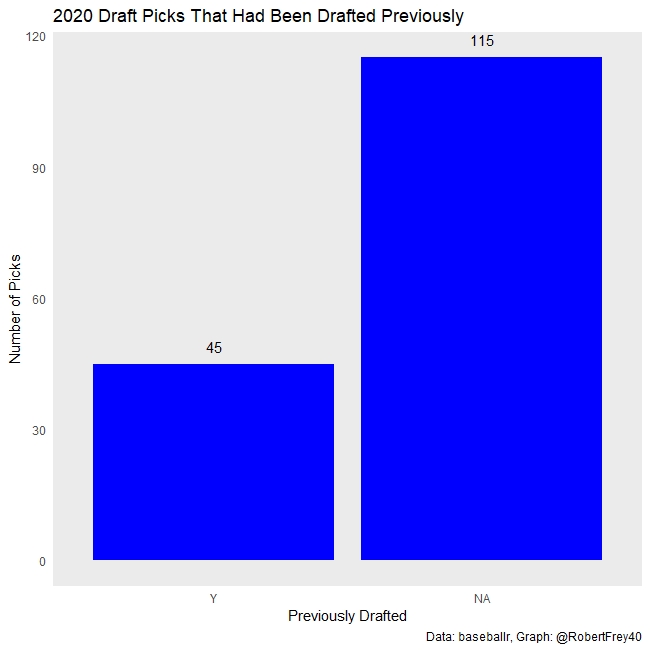 2020 Draft Picks That Had Been Drafted Previously
120
115
90
Number of Picks
60
45
30
0
Y
NA
Previously Drafted
Data: baseballr, Graph: @RobertFrey40